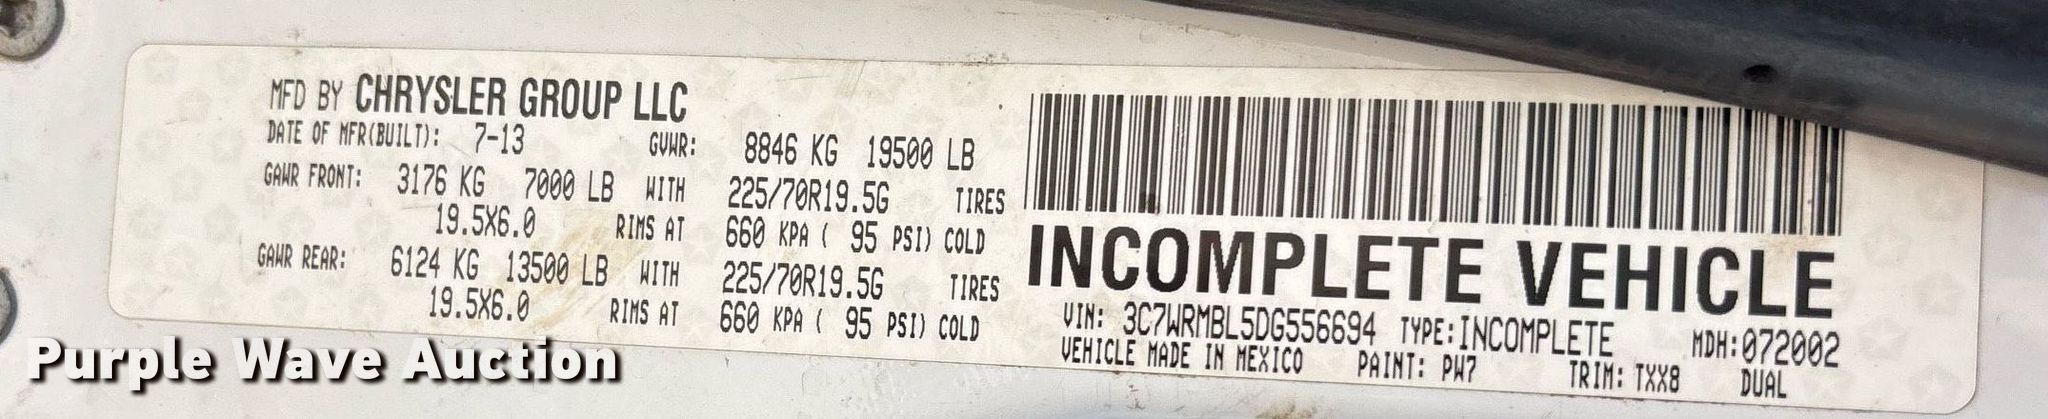 MFD BY CHRYSLER GROUP LLC
DATE OF MFR(BUILT): 7-13 GVWR: 8846 KG 19500 LB
GAWR FRONT: 3176 KG 7000 LB WITH 225/70R19.5G TIRES
19.5X6.0 RIMS AT 660 KPA ( 95 PSI) COLD
GAWR REAR: 6124 KG 13500 LB WITH 225/70R19.5G TIRES
19.5X6.0 RIMS AT 660 KPA ( 95 PSI) COLD
INCOMPLETE VEHICLE
VIN: 3C7WRMBL5DG556694 TYPE:INCOMPLETE MDH:072002
VEHICLE MADE IN MEXICO PAINT: PW7 TRIM: TXX8 DUAL
Purple Wave Auction